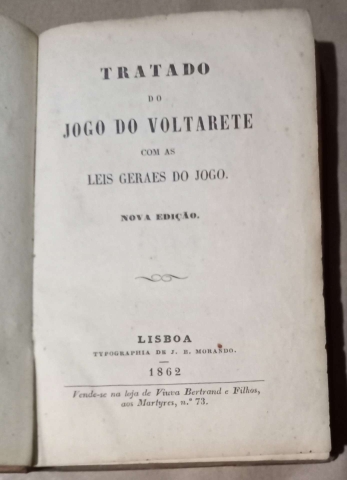 TRATADO
DO
JOGO DO VOLTARETE
COM AS
LEIS GERAES DO JOGO.
NOVA EDIÇÃO.
LISBOA
TYPOGRAPHIA DE J. E. MORANDO.
1862
Vende-se na loja de Viuva Bertrand e Filhos,
aos Martyres, n.º 73.